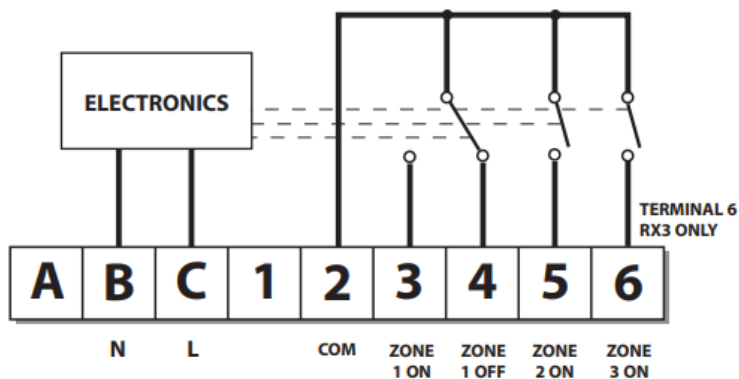 ELECTRONICS
TERMINAL 6
RX3 ONLY
A B C 1 2 3 4 5 6
N L COM ZONE ZONE ZONE ZONE
1 ON 1 OFF 2 ON 3 ON